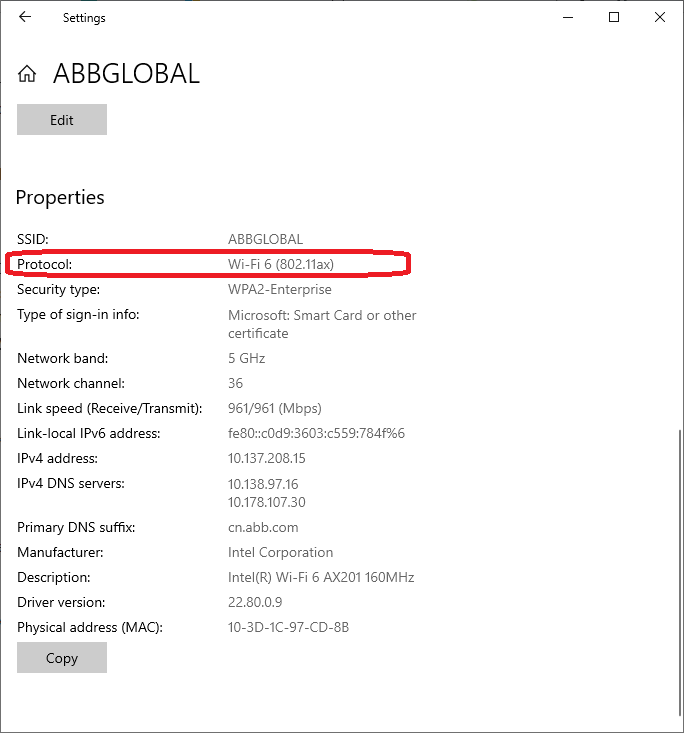 Settings
ABBGLOBAL
Edit
Properties
SSID: ABBGLOBAL
Protocol: Wi-Fi 6 (802.11ax)
Security type: WPA2-Enterprise
Type of sign-in info: Microsoft: Smart Card or other
certificate
Network band: 5 GHz
Network channel: 36
Link speed (Receive/Transmit): 961/961 (Mbps)
Link-local IPv6 address: fe80::c0d9:3603:c559:784f%6
IPv4 address: 10.137.208.15
IPv4 DNS servers: 10.138.97.16
10.178.107.30
Primary DNS suffix: cn.abb.com
Manufacturer: Intel Corporation
Description: Intel(R) Wi-Fi 6 AX201 160MHz
Driver version: 22.80.0.9
Physical address (MAC): 10-3D-1C-97-CD-8B
Copy